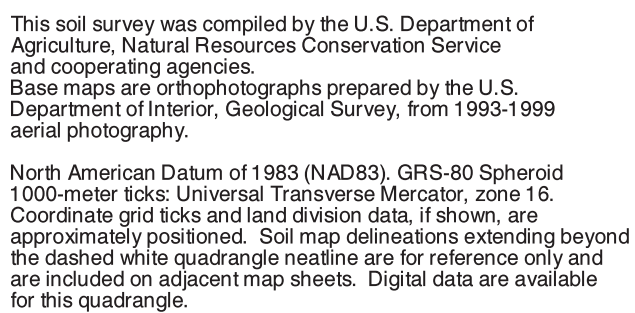 This soil survey was compiled by the U.S. Department of
Agriculture, Natural Resources Conservation Service
and cooperating agencies.
Base maps are orthophotographs prepared by the U.S.
Department of Interior, Geological Survey, from 1993-1999
aerial photography.

North American Datum of 1983 (NAD83). GRS-80 Spheroid
1000-meter ticks: Universal Transverse Mercator, zone 16.
Coordinate grid ticks and land division data, if shown, are
approximately positioned.  Soil map delineations extending beyond
the dashed white quadrangle neatline are for reference only and
are included on adjacent map sheets.  Digital data are available
for this quadrangle.